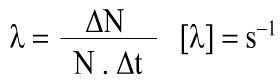 λ = ΔN / N . Δt [λ] = s⁻¹